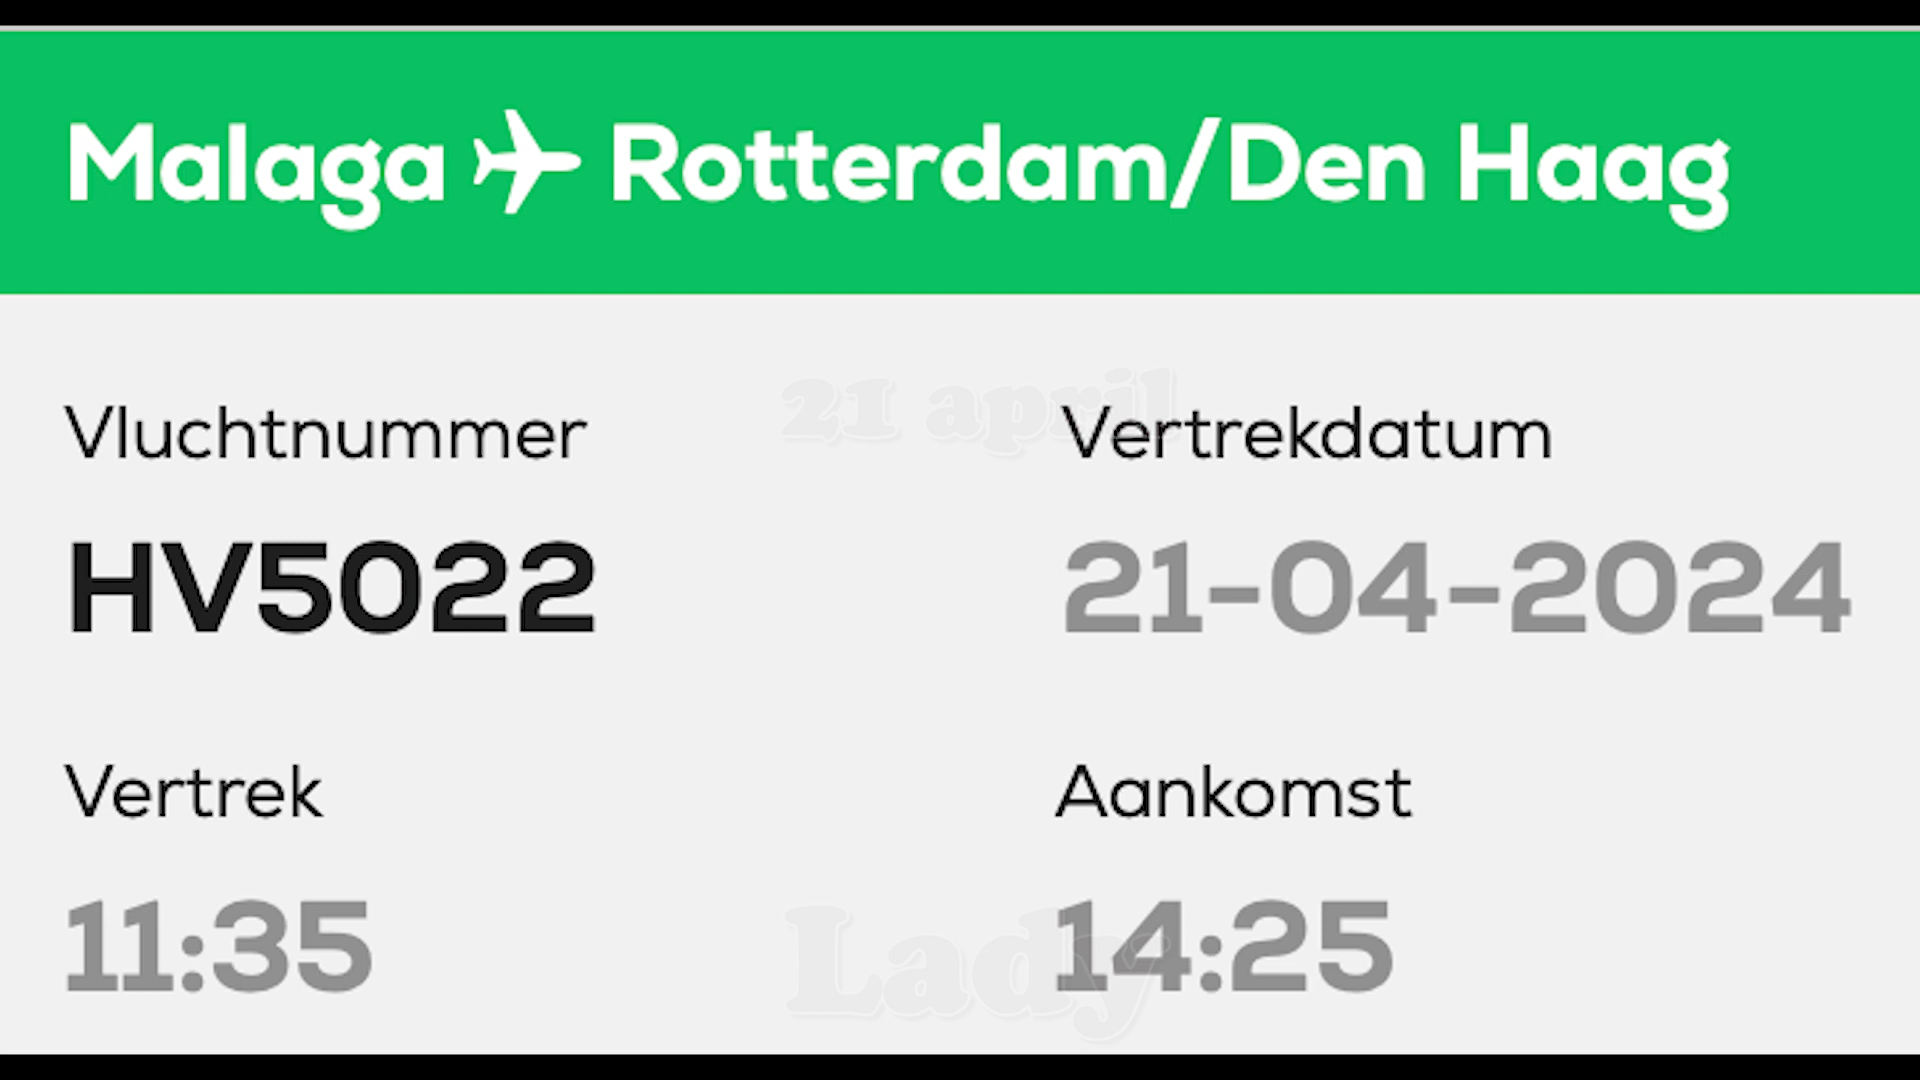 Malaga ✈ Rotterdam/Den Haag
21 april
Vluchtnummer Vertrekdatum
HV5022 21-04-2024
Vertrek Aankomst
11:35 14:25
Lady